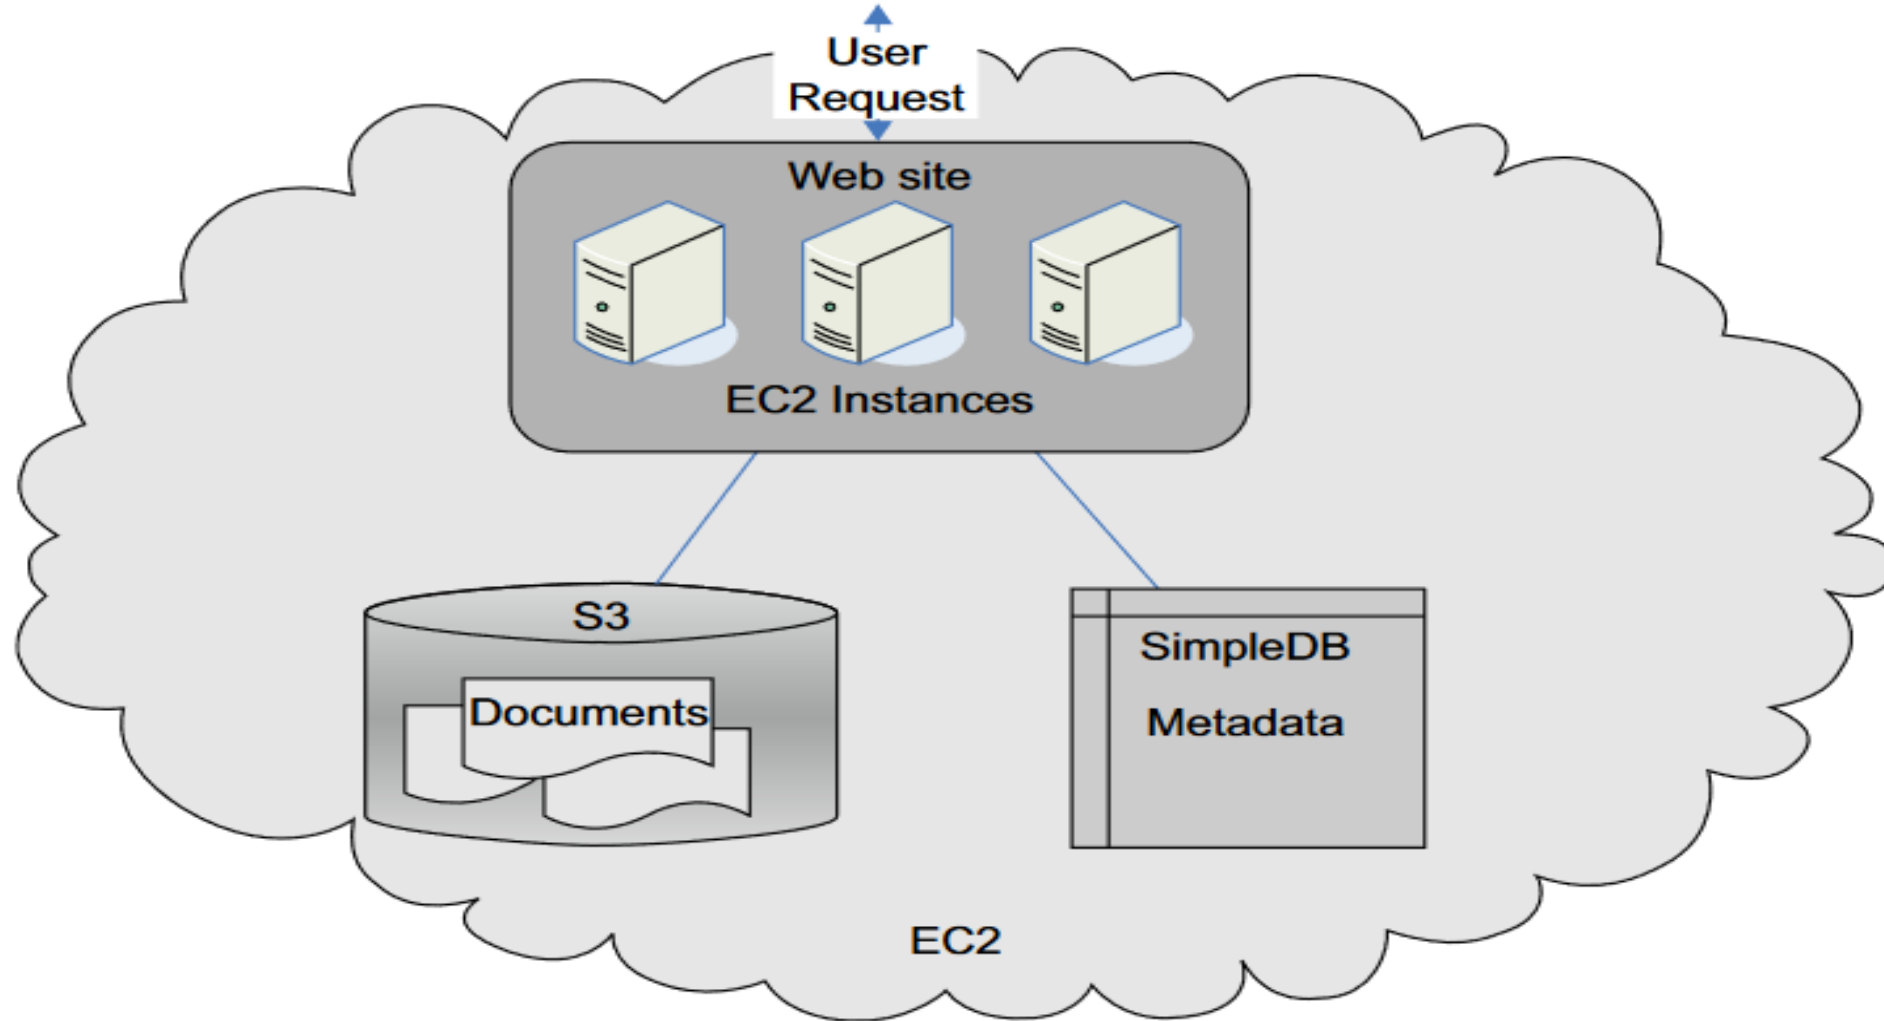 User
Request
Web site
EC2 Instances
S3
Documents
SimpleDB
Metadata
EC2